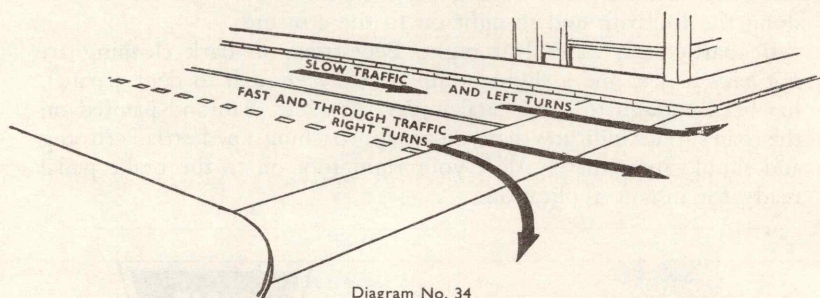 SLOW TRAFFIC AND LEFT TURNS
FAST AND THROUGH TRAFFIC
RIGHT TURNS
Diagram No. 34